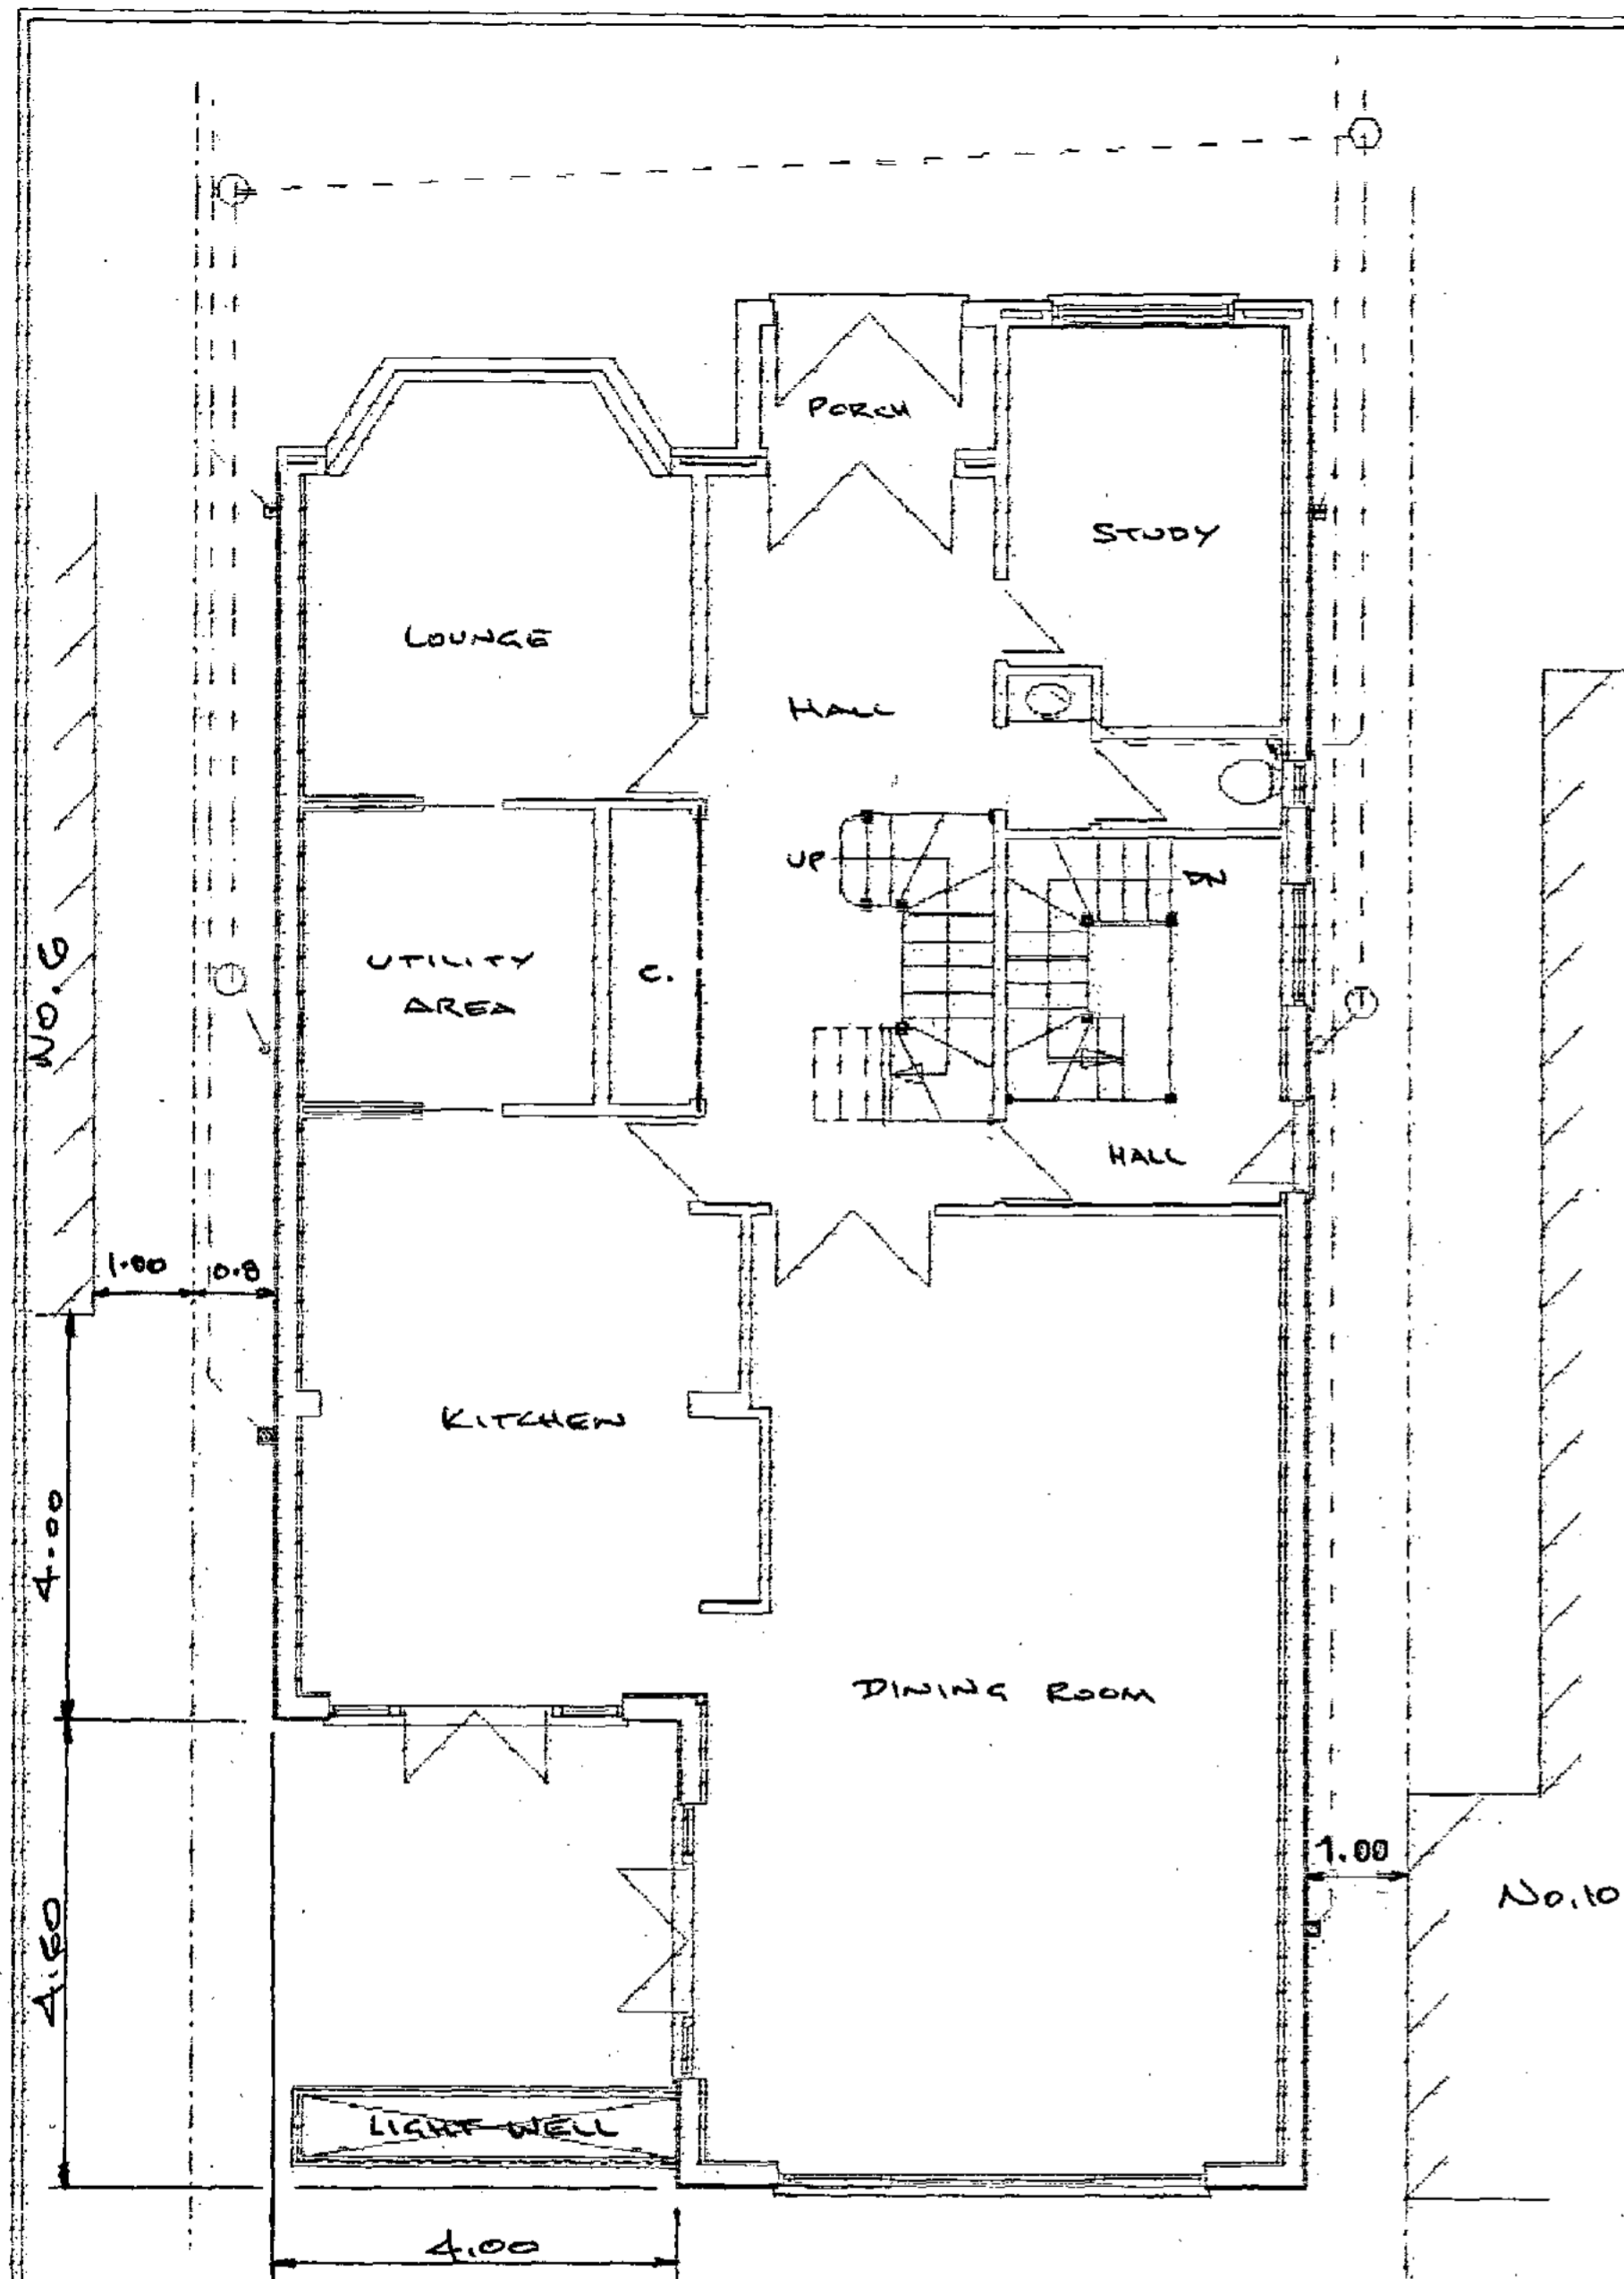 PORCH
STUDY
LOUNGE
HALL
UP
DN
UTILITY
AREA
C.
No. 6
HALL
1.00
0.8
KITCHEN
4.00
DINING ROOM
1.00
No.10
4.60
LIGHT WELL
4.00